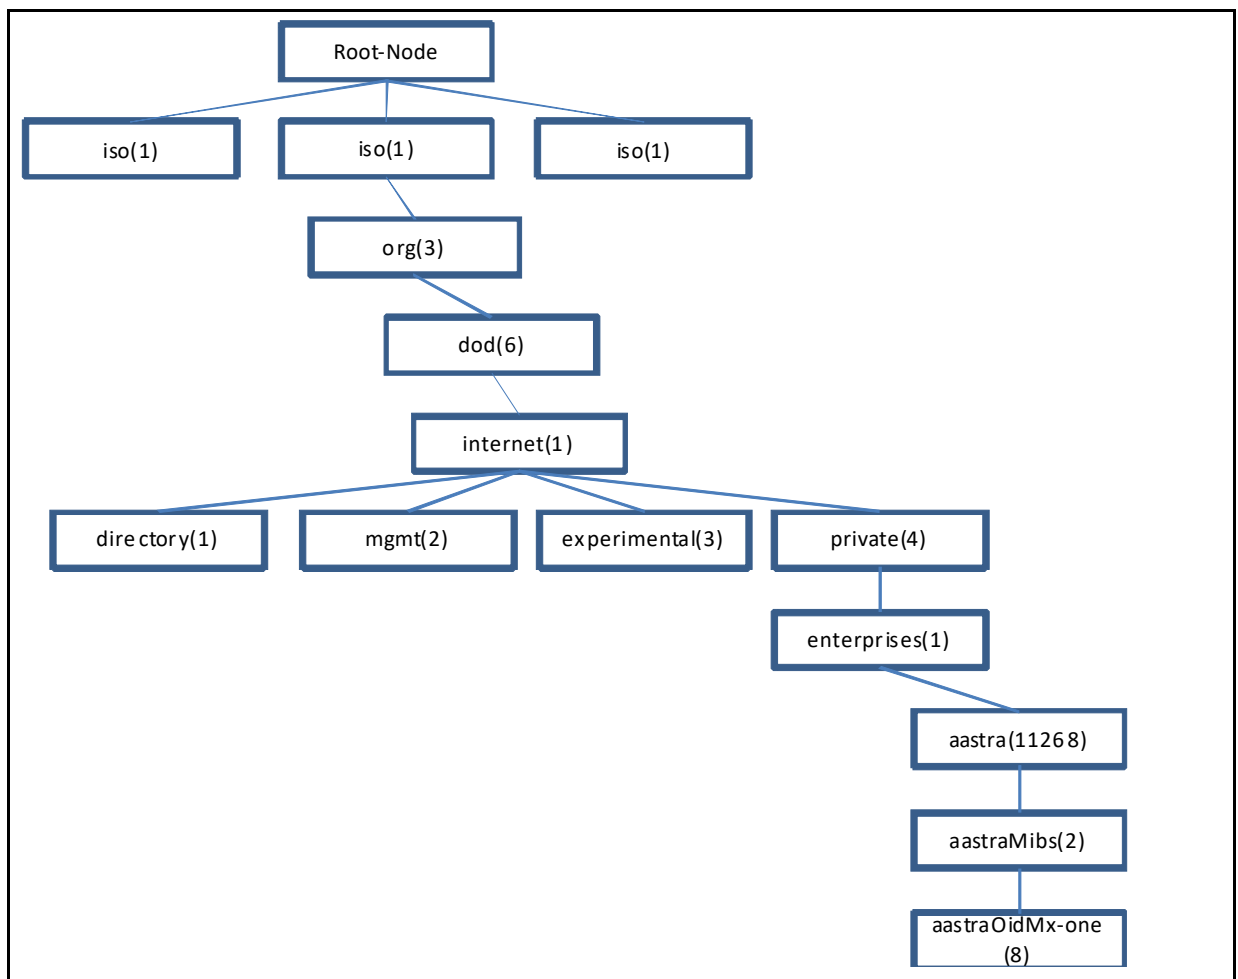 Root-Node
iso(1)
iso(1)
iso(1)
org(3)
dod(6)
internet(1)
directory(1)
mgmt(2)
experimental(3)
private(4)
enterprises(1)
aastra(11268)
aastraMibs(2)
aastraOidMx-one
(8)